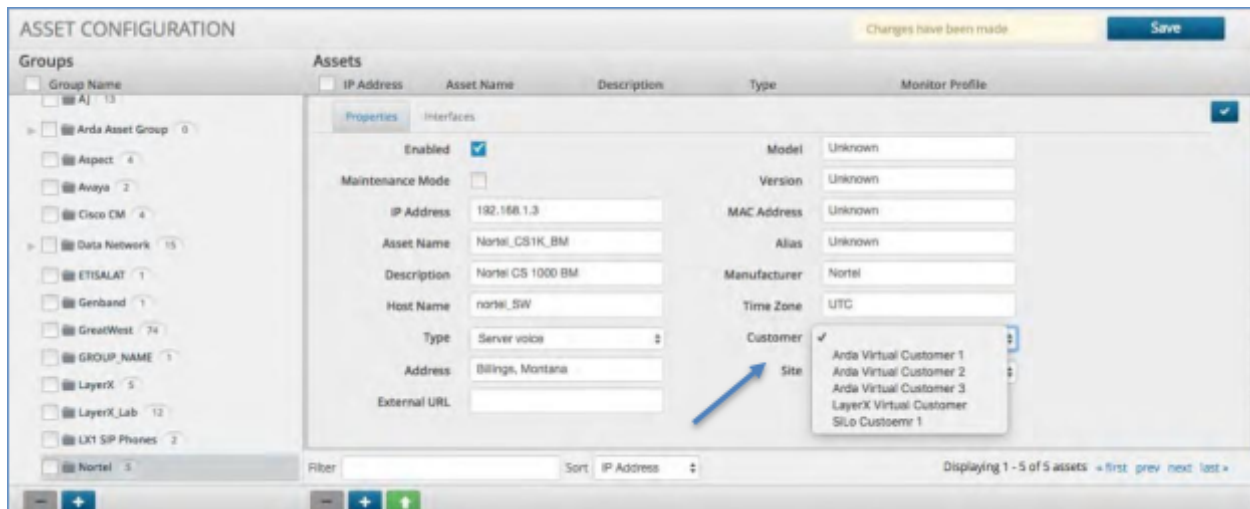 ASSET CONFIGURATION
Changes have been made
Save
Groups
Assets
Group Name
IP Address Asset Name Description Type Monitor Profile
AJ 13
Arda Asset Group 0
Aspect 4
Avaya 2
Cisco CM 4
Data Network 15
ETISALAT 1
Genband 1
GreatWest 74
GROUP_NAME 1
LayerX 5
LayerX_Lab 12
LX1 SIP Phones 2
Nortel 5
Properties Interfaces
Enabled
Maintenance Mode
IP Address 192.168.1.3
Asset Name Nortel_CS1K_BM
Description Nortel CS 1000 BM
Host Name nortel_SW
Type Server voice
Address Billings, Montana
External URL
Model Unknown
Version Unknown
MAC Address Unknown
Alias Unknown
Manufacturer Nortel
Time Zone UTC
Customer
Arda Virtual Customer 1
Arda Virtual Customer 2
Arda Virtual Customer 3
LayerX Virtual Customer
SiLo Custoemr 1
Site
Filter Sort IP Address Displaying 1 - 5 of 5 assets « first prev next last »